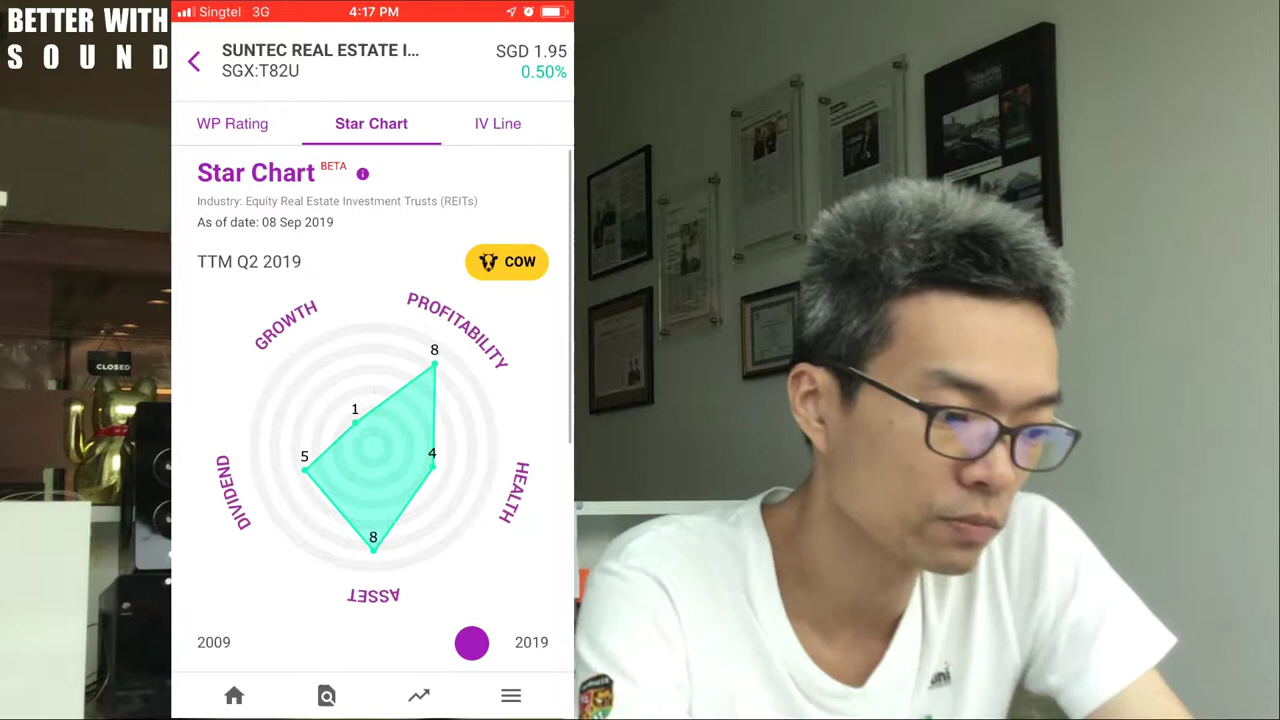 BETTER WITH
SOUND
Singtel 3G
4:17 PM
SUNTEC REAL ESTATE I...
SGX:T82U
SGD 1.95
0.50%
WP Rating
Star Chart
IV Line
Star Chart BETA
Industry: Equity Real Estate Investment Trusts (REITs)
As of date: 08 Sep 2019
TTM Q2 2019
COW
GROWTH
PROFITABILITY
8
1
5
4
DIVIDEND
HEALTH
8
ASSET
2009
2019
CLOSED